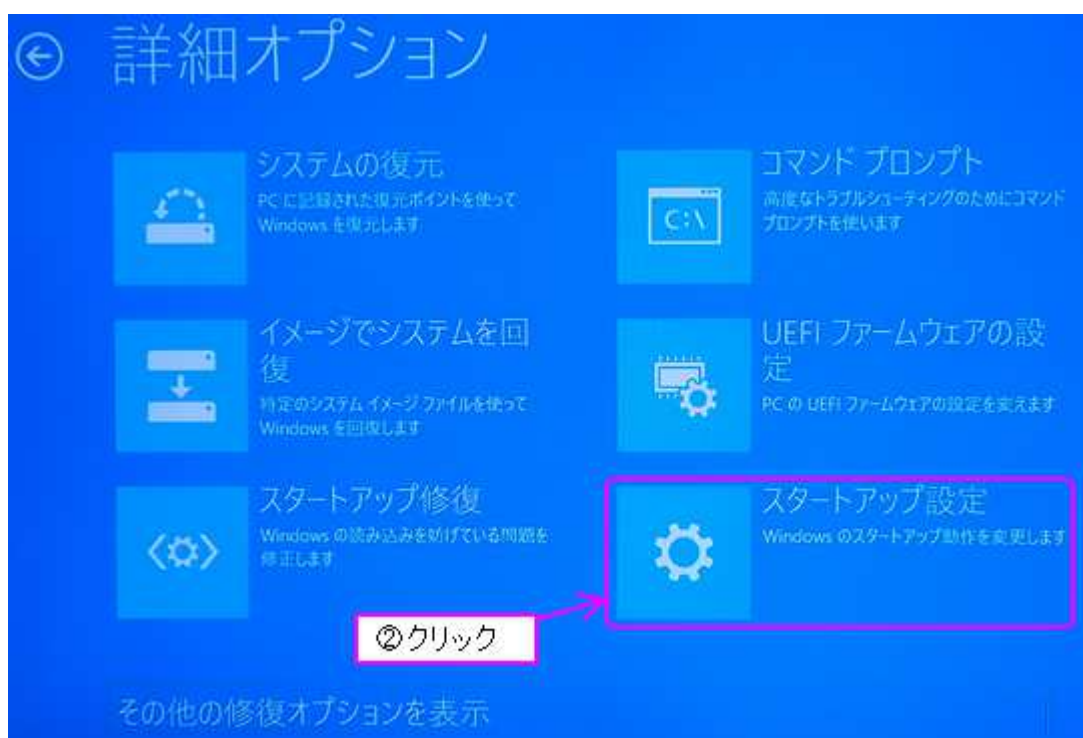 詳細オプション
システムの復元
PC に記録された復元ポイントを使って
Windows を復元します
イメージでシステムを回
復
特定のシステム イメージ ファイルを使って
Windows を回復します
スタートアップ修復
Windows の読み込みを妨げている問題を
修正します
コマンド プロンプト
高度なトラブルシューティングのためにコマンド
プロンプトを使います
C:\
UEFI ファームウェアの設
定
PC の UEFI ファームウェアの設定を変えます
スタートアップ設定
Windows のスタートアップ動作を変更します
②クリック
その他の修復オプションを表示